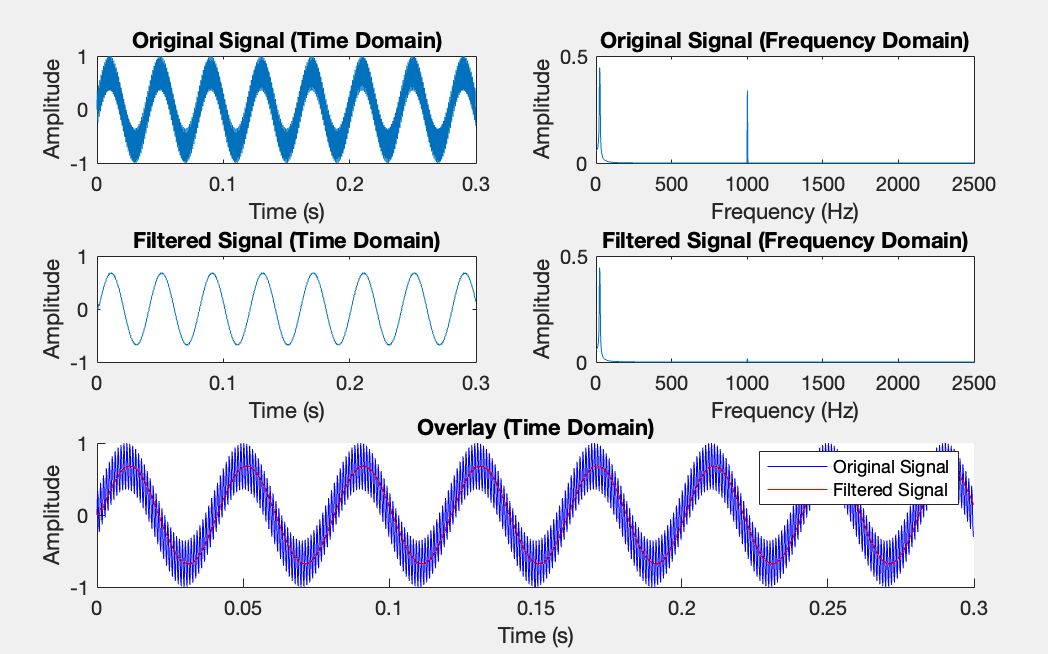 Original Signal (Time Domain)
Amplitude
1
0
-1
0 0.1 0.2 0.3
Time (s)
Original Signal (Frequency Domain)
Amplitude
0.5
0
0 500 1000 1500 2000 2500
Frequency (Hz)
Filtered Signal (Time Domain)
Amplitude
1
0
-1
0 0.1 0.2 0.3
Time (s)
Filtered Signal (Frequency Domain)
Amplitude
0.5
0
0 500 1000 1500 2000 2500
Frequency (Hz)
Overlay (Time Domain)
Amplitude
1
0
-1
Original Signal
Filtered Signal
0 0.05 0.1 0.15 0.2 0.25 0.3
Time (s)